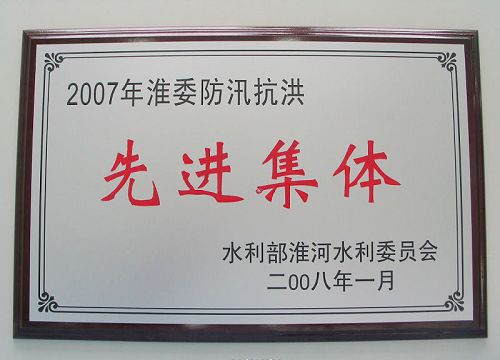 2007年淮委防汛抗洪
先进集体
水利部淮河水利委员会
二00八年一月